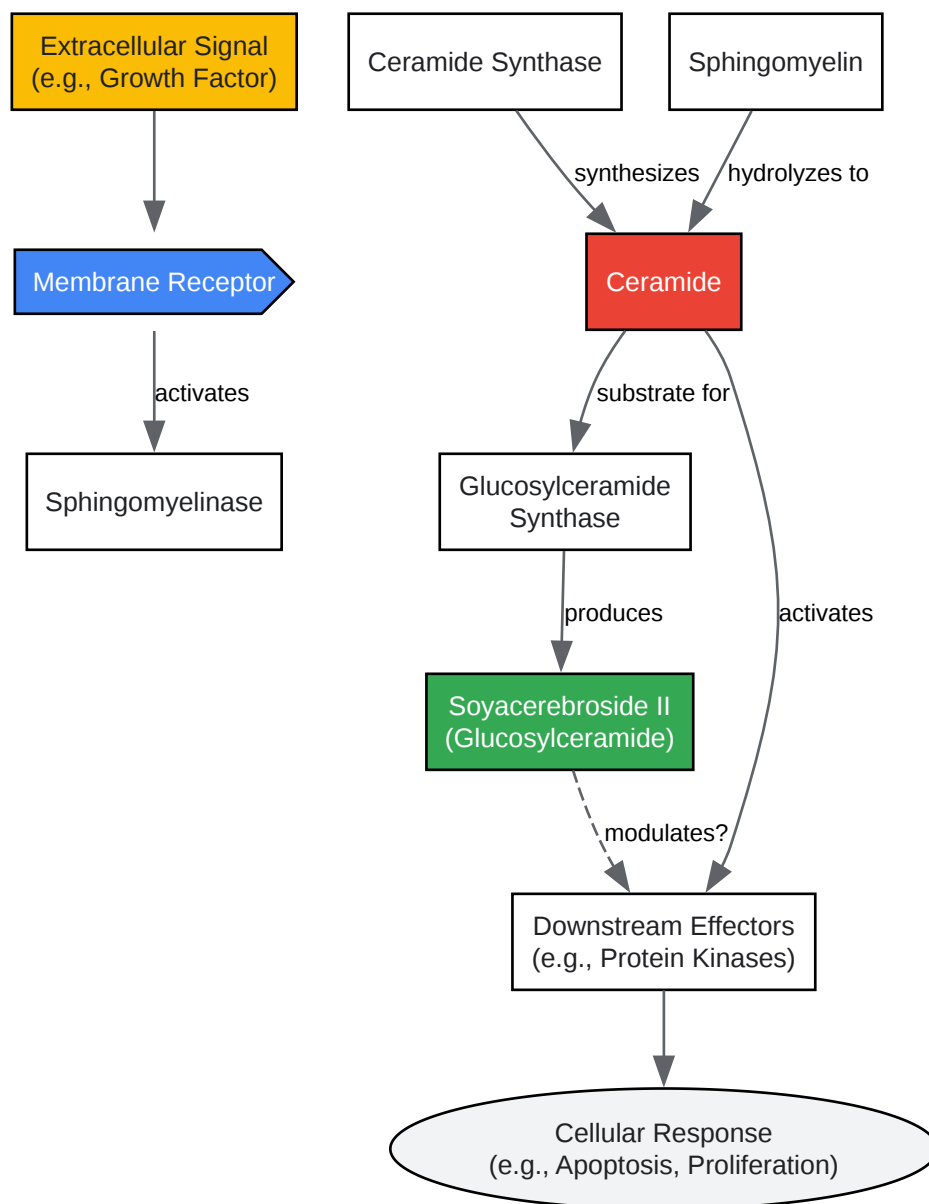 Extracellular Signal
(e.g., Growth Factor)
Ceramide Synthase
Sphingomyelin
synthesizes
hydrolyzes to
Membrane Receptor
Ceramide
activates
substrate for
Sphingomyelinase
Glucosylceramide
Synthase
produces
activates
Soyacerebroside II
(Glucosylceramide)
modulates?
Downstream Effectors
(e.g., Protein Kinases)
Cellular Response
(e.g., Apoptosis, Proliferation)